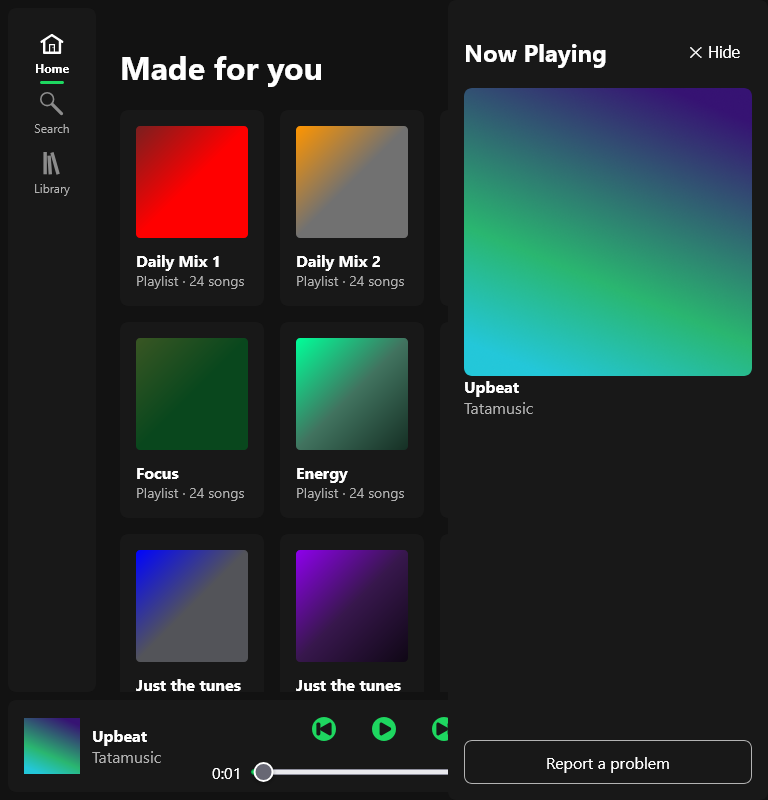 Home
Search
Library
Made for you
Daily Mix 1
Playlist · 24 songs
Daily Mix 2
Playlist · 24 songs
Focus
Playlist · 24 songs
Energy
Playlist · 24 songs
Just the tunes
Just the tunes
Now Playing
Hide
Upbeat
Tatamusic
Report a problem
Upbeat
Tatamusic
0:01